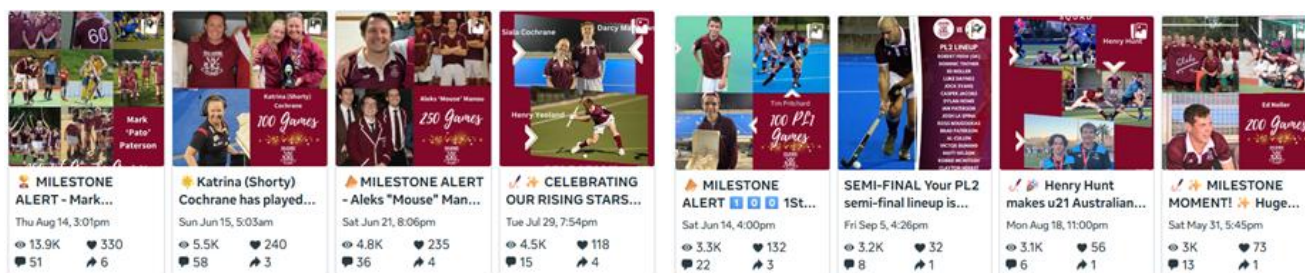 60
Mark
'Pato'
Paterson
🏆 MILESTONE
ALERT - Mark...
Thu Aug 14, 3:01pm
13.9K 330
51 6
Katrina (Shorty)
Cochrane
100 Games
🌟 Katrina (Shorty)
Cochrane has played...
Sun Jun 15, 5:03am
5.5K 240
58 3
Aleks 'Mouse' Manou
250 Games
📣 MILESTONE ALERT
- Aleks "Mouse" Man...
Sat Jun 21, 8:06pm
4.8K 235
36 4
Siala Cochrane
Henry Yaxland
🏑 ✨ CELEBRATING
OUR RISING STARS...
Tue Jul 29, 7:54pm
4.5K 118
15 4
Tim Pritchard
100 PL1
Games
📣 MILESTONE
ALERT 1️⃣ 0️⃣ 0️⃣ 1St...
Sat Jun 14, 4:00pm
3.3K 132
22 3
PL2 LINEUP
SEMI-FINAL Your PL2
semi-final lineup is...
Fri Sep 5, 4:26pm
3.2K 32
8 1
SQUAD
Henry Hunt
🏑 🎉 Henry Hunt
makes u21 Australian...
Mon Aug 18, 11:00pm
3.1K 56
6 1
Ed Roller
200 Games
🏑 ✨ MILESTONE
MOMENT! ✨ Huge...
Sat May 31, 5:45pm
3K 73
13 1